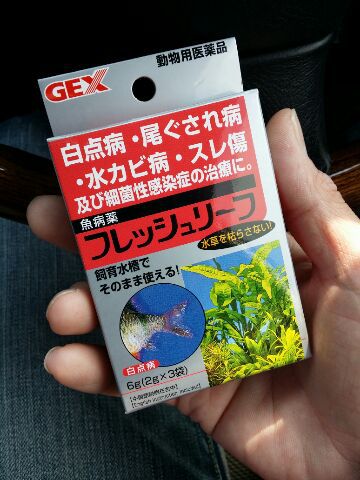 GEX
動物用医薬品
白点病・尾ぐされ病
・水カビ病・スレ傷
及び細菌性感染症の治療に。
魚病薬
フレッシュリーフ
水草を枯らさない!
飼育水槽で
そのまま使える!
白点病
6g(2g×3袋)